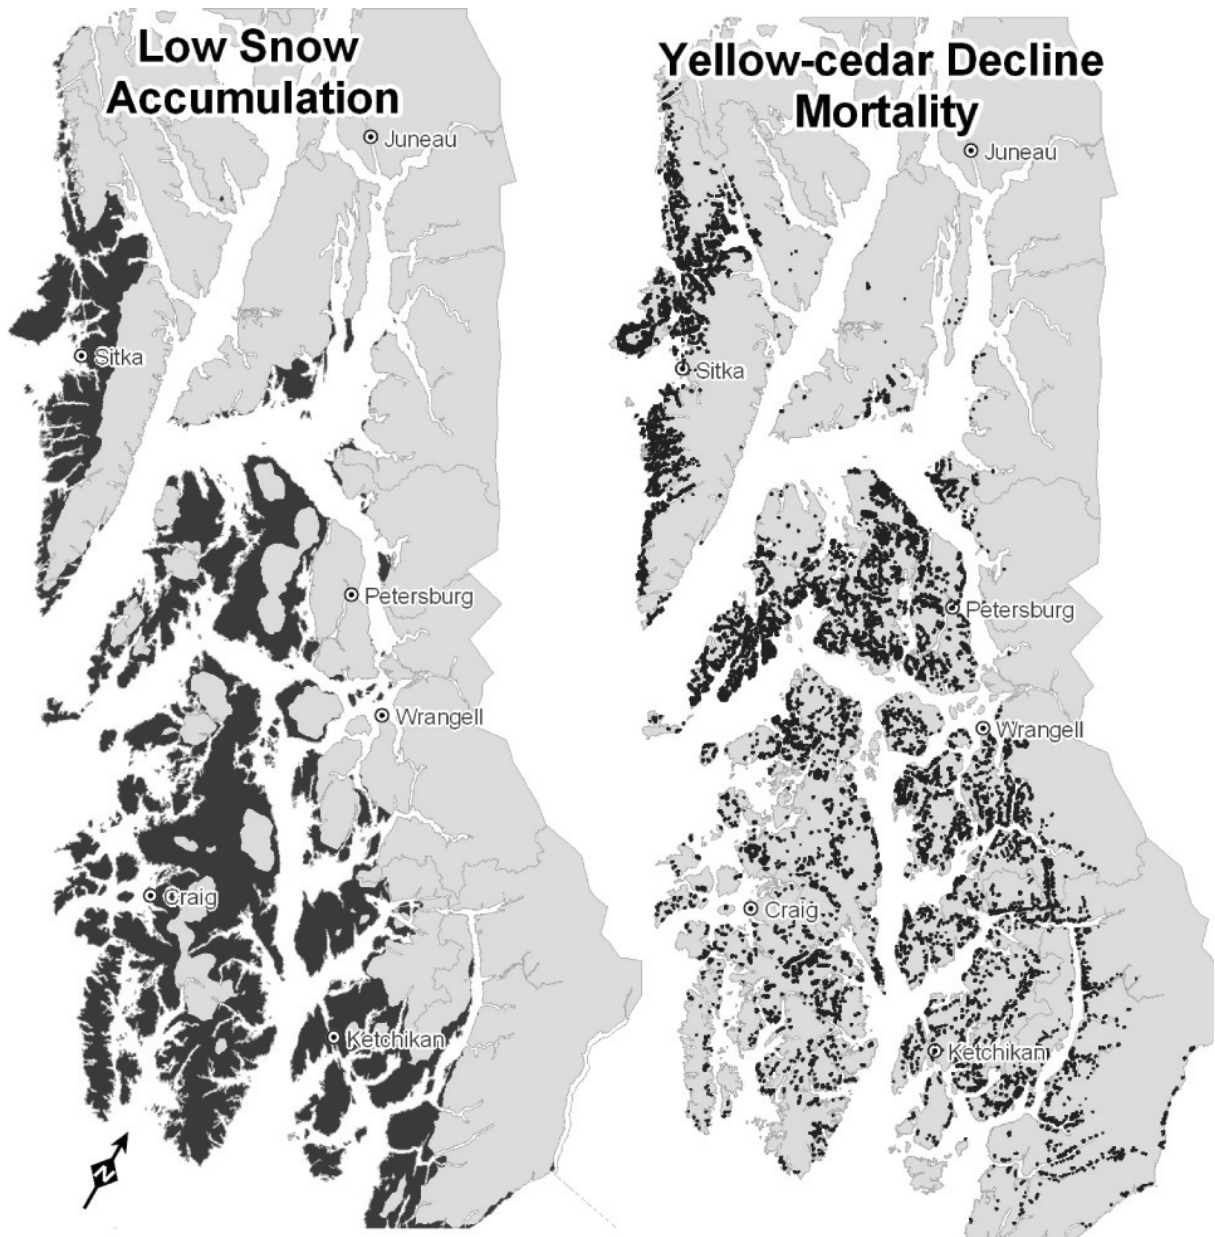 Low Snow
Accumulation
Juneau
Sitka
Petersburg
Wrangell
Craig
Ketchikan
N
Yellow-cedar Decline
Mortality
Juneau
Sitka
Petersburg
Wrangell
Craig
Ketchikan